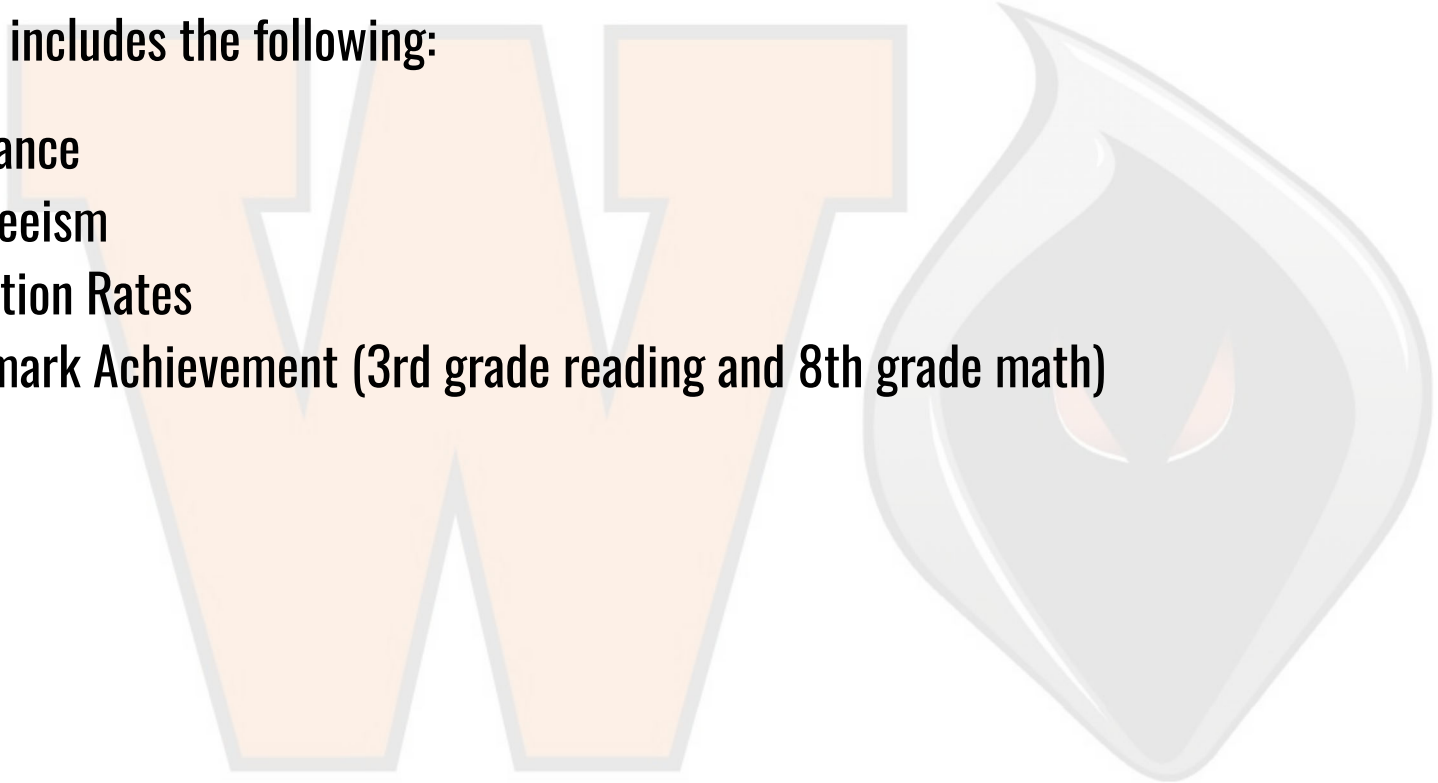 includes the following:
ance
eeism
tion Rates
mark Achievement (3rd grade reading and 8th grade math)
W